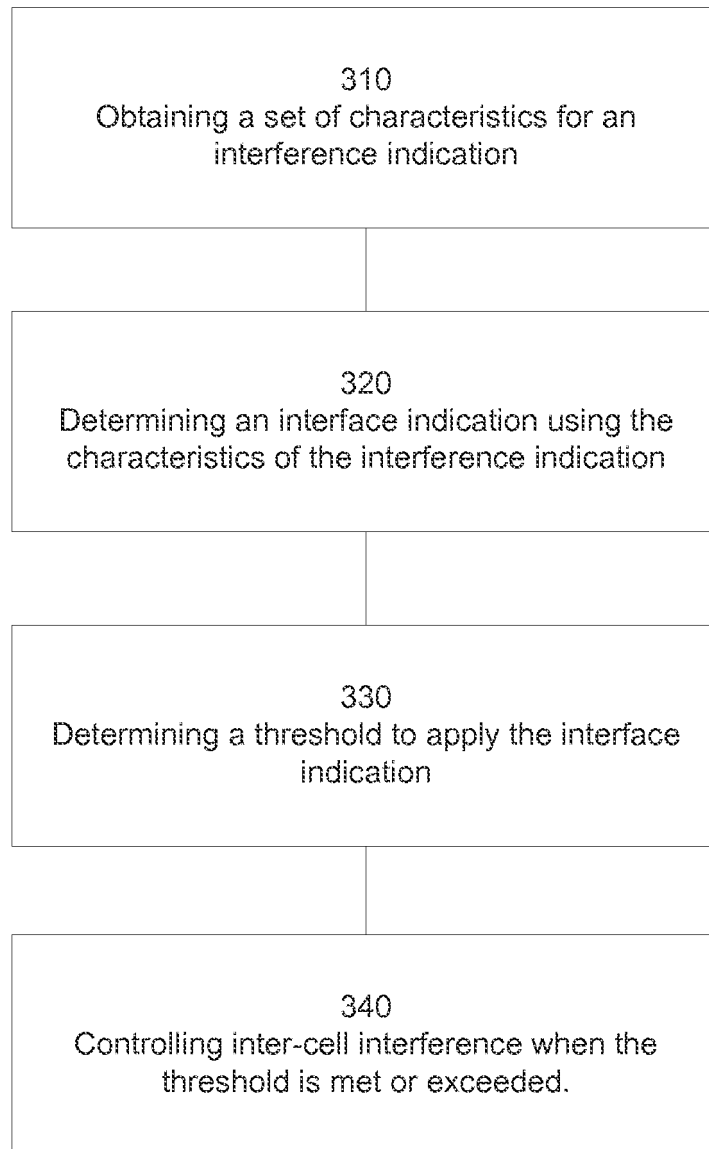 310
Obtaining a set of characteristics for an
interference indication
320
Determining an interface indication using the
characteristics of the interference indication
330
Determining a threshold to apply the interface
indication
340
Controlling inter-cell interference when the
threshold is met or exceeded.